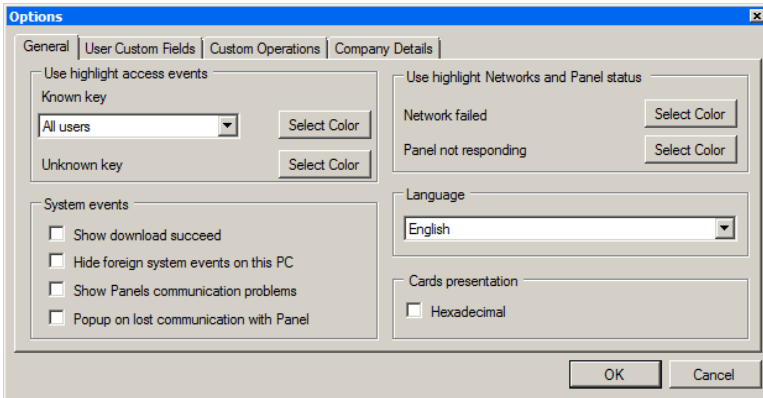 Options
General
User Custom Fields
Custom Operations
Company Details
Use highlight access events
Known key
All users
Select Color
Unknown key
Select Color
Use highlight Networks and Panel status
Network failed
Select Color
Panel not responding
Select Color
System events
Show download succeed
Hide foreign system events on this PC
Show Panels communication problems
Popup on lost communication with Panel
Language
English
Cards presentation
Hexadecimal
OK
Cancel